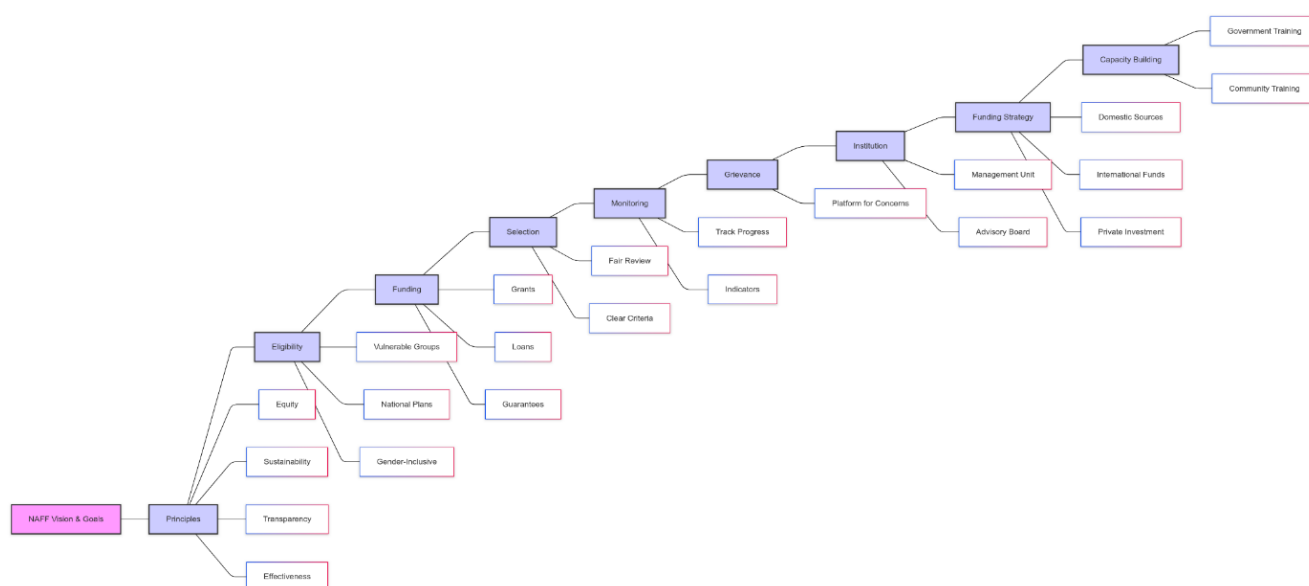 Government Training
Capacity Building
Community Training
Funding Strategy
Domestic Sources
Institution
Management Unit
International Funds
Grievance
Platform for Concerns
Advisory Board
Private Investment
Monitoring
Track Progress
Selection
Fair Review
Indicators
Funding
Grants
Clear Criteria
Eligibility
Vulnerable Groups
Loans
Equity
National Plans
Guarantees
Sustainability
Gender-Inclusive
NAFF Vision & Goals
Principles
Transparency
Effectiveness